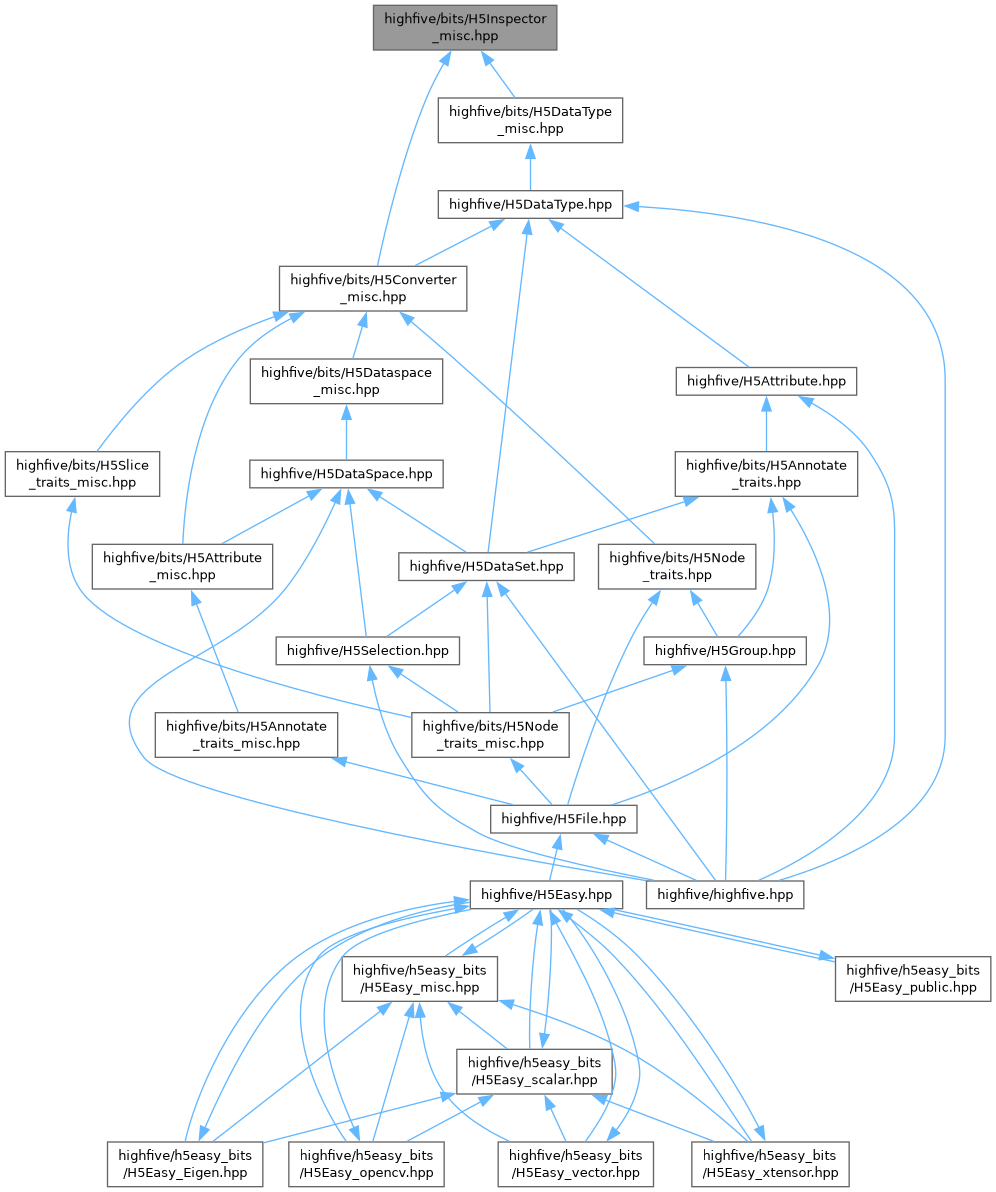 highfive/bits/H5Inspector
_misc.hpp
highfive/bits/H5DataType
_misc.hpp
highfive/H5DataType.hpp
highfive/bits/H5Converter
_misc.hpp
highfive/bits/H5Dataspace
_misc.hpp
highfive/H5Attribute.hpp
highfive/bits/H5Slice
_traits_misc.hpp
highfive/H5DataSpace.hpp
highfive/bits/H5Annotate
_traits.hpp
highfive/bits/H5Attribute
_misc.hpp
highfive/H5DataSet.hpp
highfive/bits/H5Node
_traits.hpp
highfive/H5Selection.hpp
highfive/H5Group.hpp
highfive/bits/H5Annotate
_traits_misc.hpp
highfive/bits/H5Node
_traits_misc.hpp
highfive/H5File.hpp
highfive/H5Easy.hpp
highfive/highfive.hpp
highfive/h5easy_bits
/H5Easy_misc.hpp
highfive/h5easy_bits
/H5Easy_public.hpp
highfive/h5easy_bits
/H5Easy_scalar.hpp
highfive/h5easy_bits
/H5Easy_Eigen.hpp
highfive/h5easy_bits
/H5Easy_opencv.hpp
highfive/h5easy_bits
/H5Easy_vector.hpp
highfive/h5easy_bits
/H5Easy_xtensor.hpp